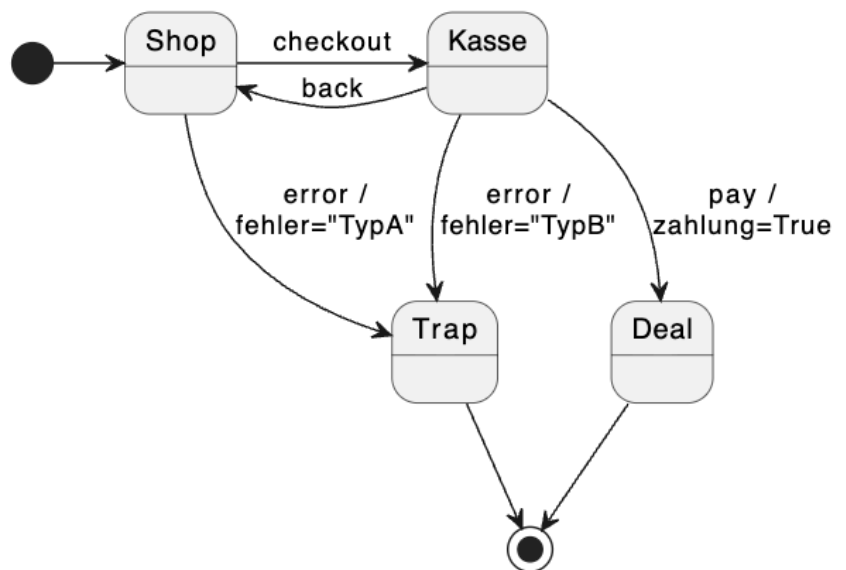 Shop
checkout
Kasse
back
error /
fehler="TypA"
error /
fehler="TypB"
pay /
zahlung=True
Trap
Deal